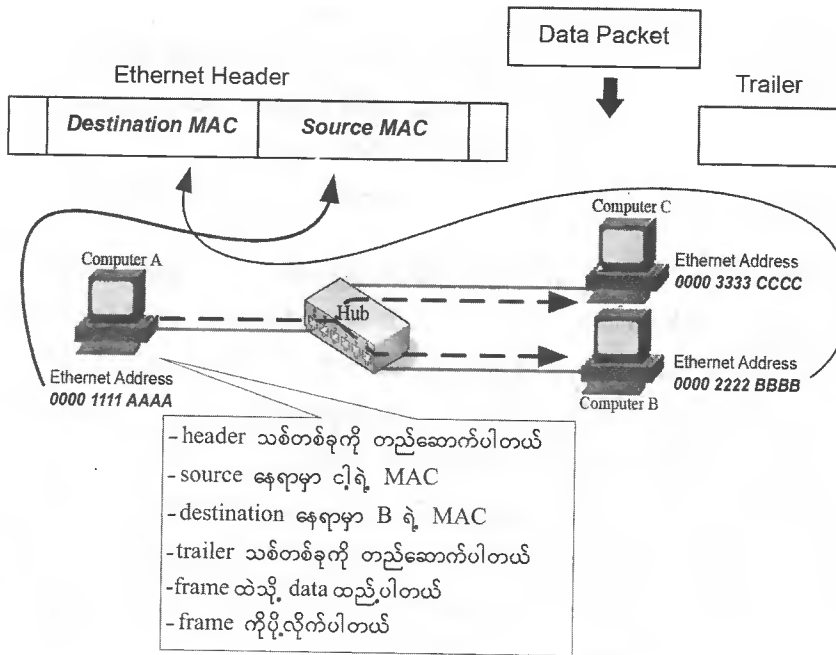 Data Packet
Ethernet Header
Trailer
Destination MAC
Source MAC
Computer C
Computer A
Ethernet Address
0000 3333 CCCC
Hub
Ethernet Address
0000 1111 AAAA
Ethernet Address
0000 2222 BBBB
Computer B
-header သစ်တစ်ခုကို တည်ဆောက်ပါတယ်
-source နေရာမှာ ငါ့ရဲ့ MAC
-destination နေရာမှာ B ရဲ့ MAC
-trailer သစ်တစ်ခုကို တည်ဆောက်ပါတယ်
-frame ထဲသို့ data ထည့်ပါတယ်
-frame ကိုပို့လိုက်ပါတယ်